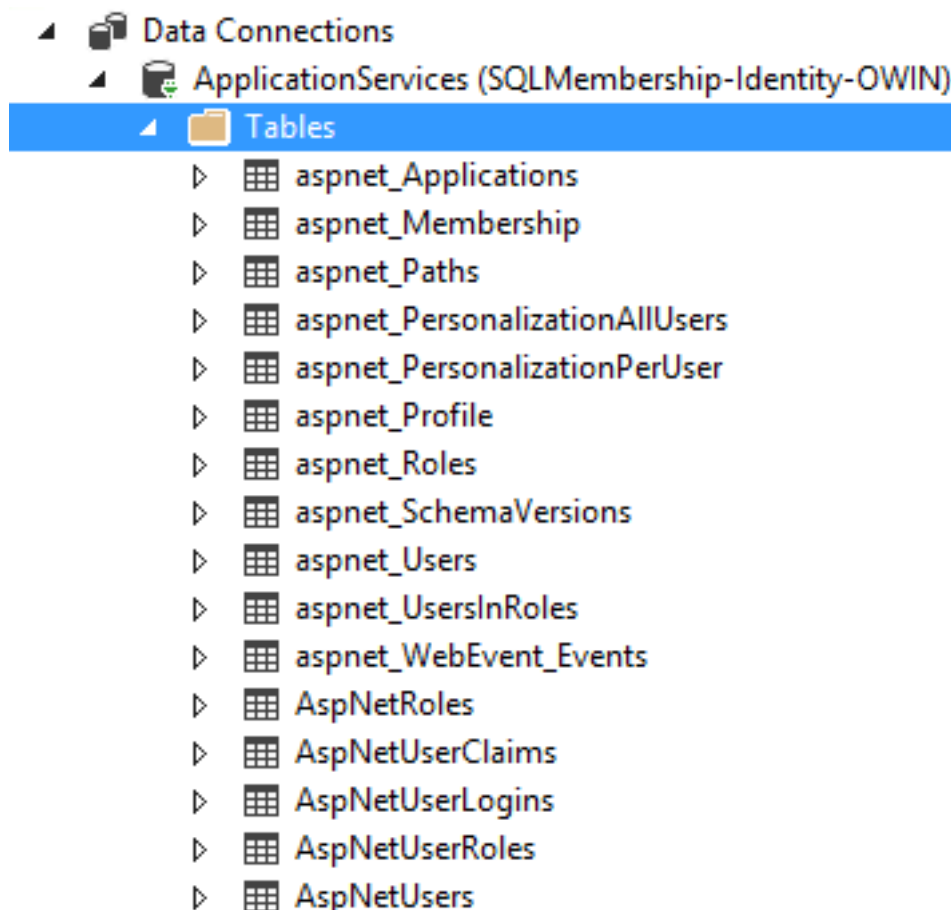 Data Connections
ApplicationServices (SQLMembership-Identity-OWIN)
Tables
aspnet_Applications
aspnet_Membership
aspnet_Paths
aspnet_PersonalizationAllUsers
aspnet_PersonalizationPerUser
aspnet_Profile
aspnet_Roles
aspnet_SchemaVersions
aspnet_Users
aspnet_UsersInRoles
aspnet_WebEvent_Events
AspNetRoles
AspNetUserClaims
AspNetUserLogins
AspNetUserRoles
AspNetUsers